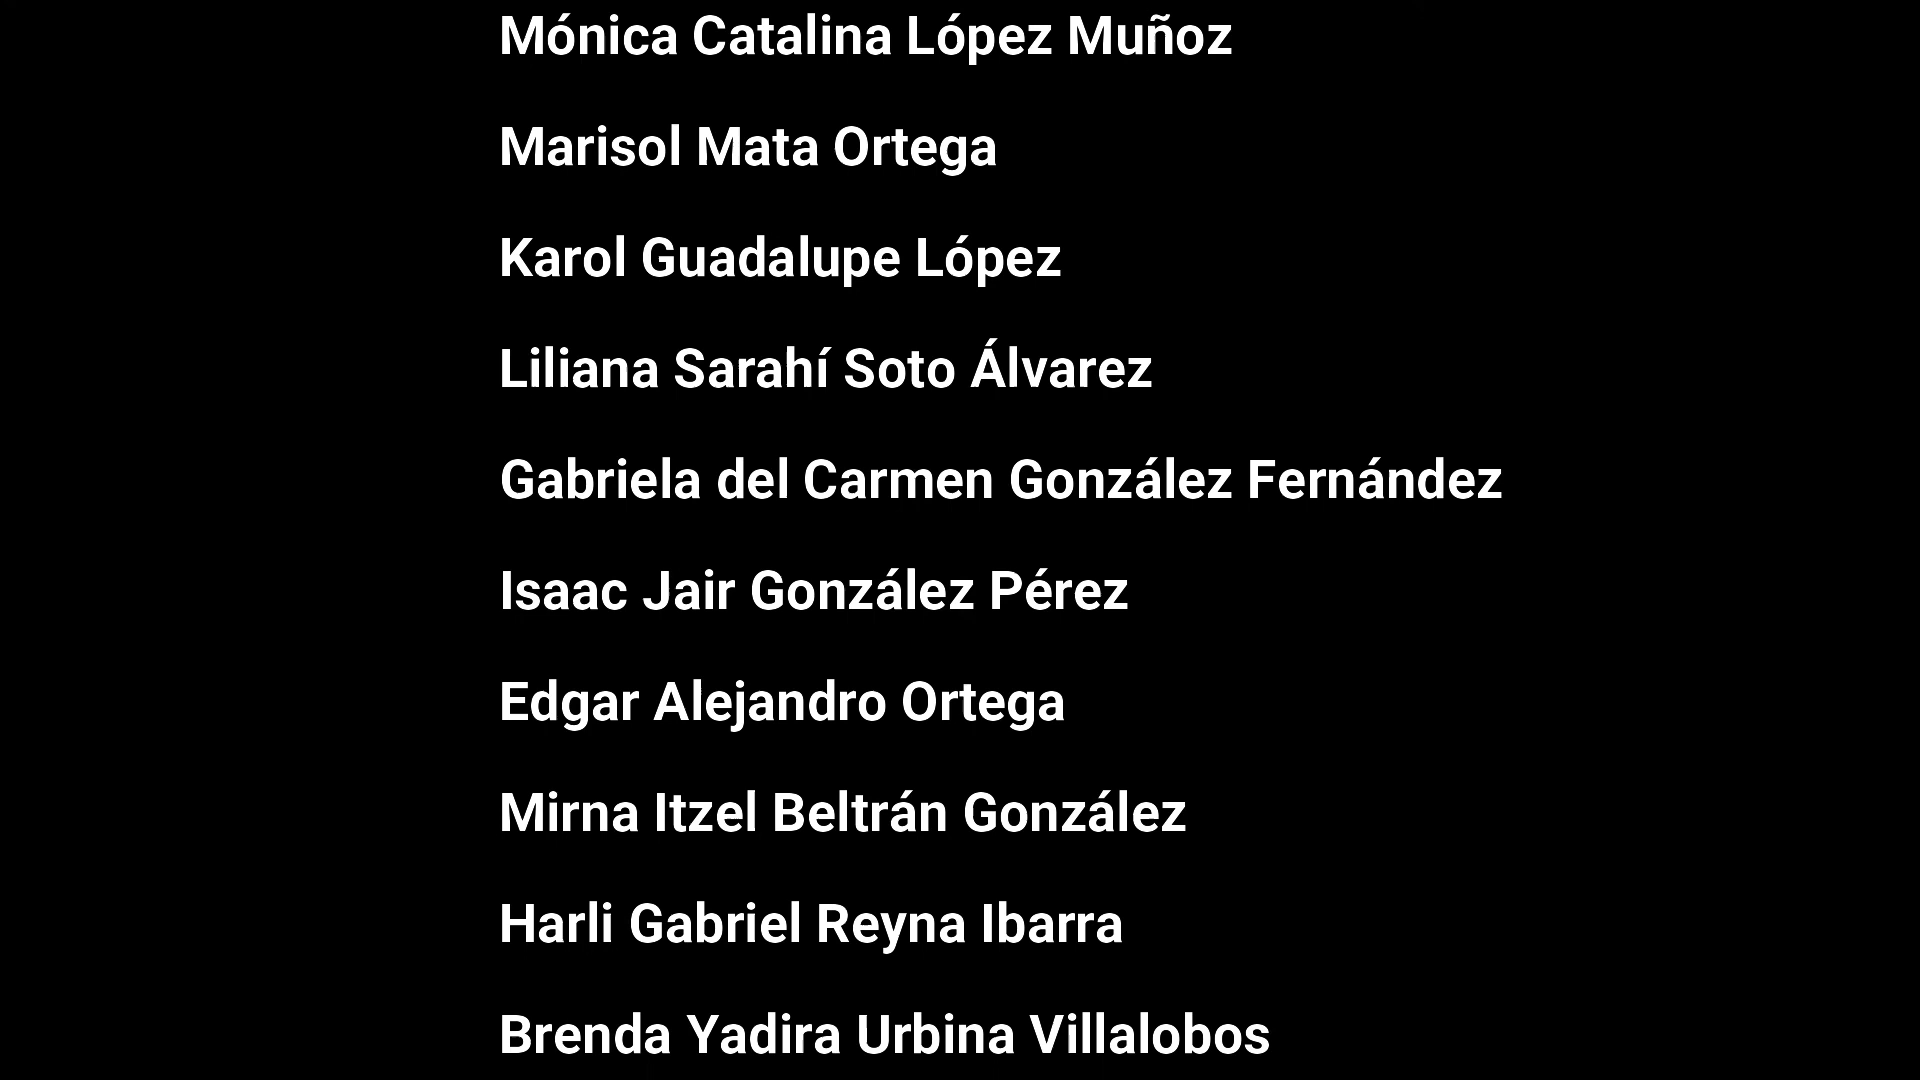 Mónica Catalina López Muñoz
Marisol Mata Ortega
Karol Guadalupe López
Liliana Sarahí Soto Álvarez
Gabriela del Carmen González Fernández
Isaac Jair González Pérez
Edgar Alejandro Ortega
Mirna Itzel Beltrán González
Harli Gabriel Reyna Ibarra
Brenda Yadira Urbina Villalobos